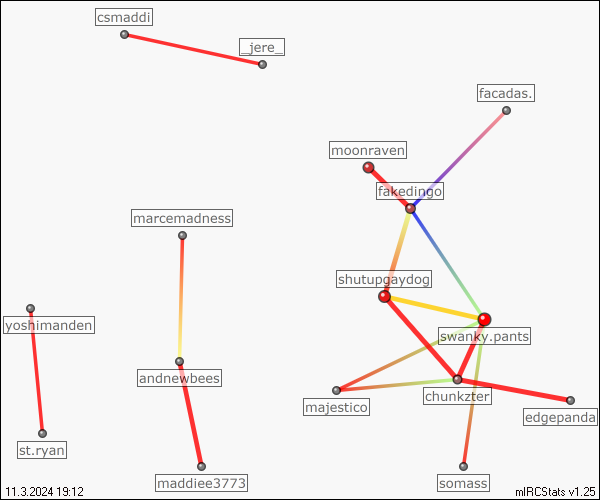 csmaddi
_jere_
facadas.
moonraven
fakedingo
marcemadness
shutupgaydog
yoshimanden
swanky.pants
andnewbees
chunkzter
majestico
edgepanda
st.ryan
maddiee3773
somass
11.3.2024 19:12
mIRCStats v1.25